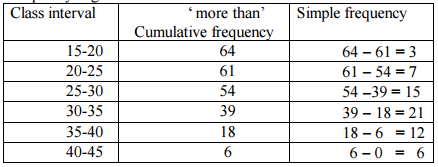 Class interval ‘ more than’ Simple frequency
Cumulative frequency
15-20 64 64 – 61 = 3
20-25 61 61 – 54 = 7
25-30 54 54 –39 = 15
30-35 39 39 – 18 = 21
35-40 18 18 – 6 = 12
40-45 6 6 – 0 = 6